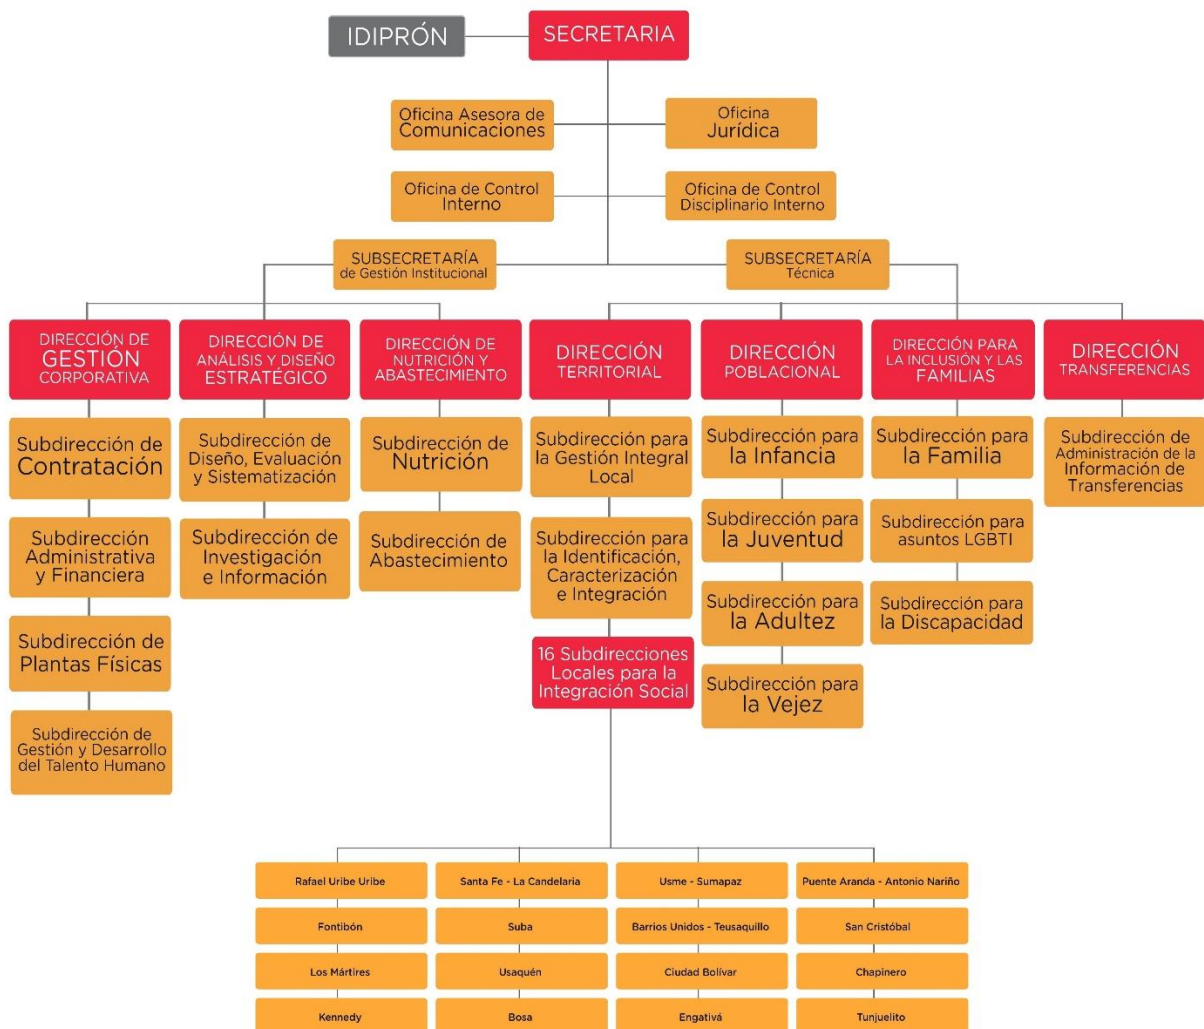 IDIPRÓN
SECRETARIA
Oficina Asesora de
Comunicaciones
Oficina
Jurídica
Oficina de Control
Interno
Oficina de Control
Disciplinario Interno
SUBSECRETARÍA
de Gestión Institucional
SUBSECRETARÍA
Técnica
DIRECCIÓN DE
GESTIÓN
CORPORATIVA
DIRECCIÓN DE
ANÁLISIS Y DISEÑO
ESTRATÉGICO
DIRECCIÓN DE
NUTRICIÓN Y
ABASTECIMIENTO
DIRECCIÓN
TERRITORIAL
DIRECCIÓN
POBLACIONAL
DIRECCIÓN PARA
LA INCLUSIÓN Y LAS
FAMILIAS
DIRECCIÓN
TRANSFERENCIAS
Subdirección de
Contratación
Subdirección
Administrativa
y Financiera
Subdirección de
Plantas Físicas
Subdirección de
Gestión y Desarrollo
del Talento Humano
Subdirección de
Diseño, Evaluación
y Sistematización
Subdirección de
Investigación
e Información
Subdirección de
Nutrición
Subdirección de
Abastecimiento
Subdirección para
la Gestión Integral
Local
Subdirección para
la Identificación,
Caracterización
e Integración
16 Subdirecciones
Locales para la
Integración Social
Subdirección para
la Infancia
Subdirección para
la Juventud
Subdirección para
la Adultez
Subdirección para
la Vejez
Subdirección para
la Familia
Subdirección para
asuntos LGBTI
Subdirección para
la Discapacidad
Subdirección de
Administración de la
Información de
Transferencias
Rafael Uribe Uribe
Santa Fe - La Candelaria
Usme - Sumapaz
Puente Aranda - Antonio Nariño
Fontibón
Suba
Barrios Unidos - Teusaquillo
San Cristóbal
Los Mártires
Usaquén
Ciudad Bolívar
Chapinero
Kennedy
Bosa
Engativá
Tunjuelito